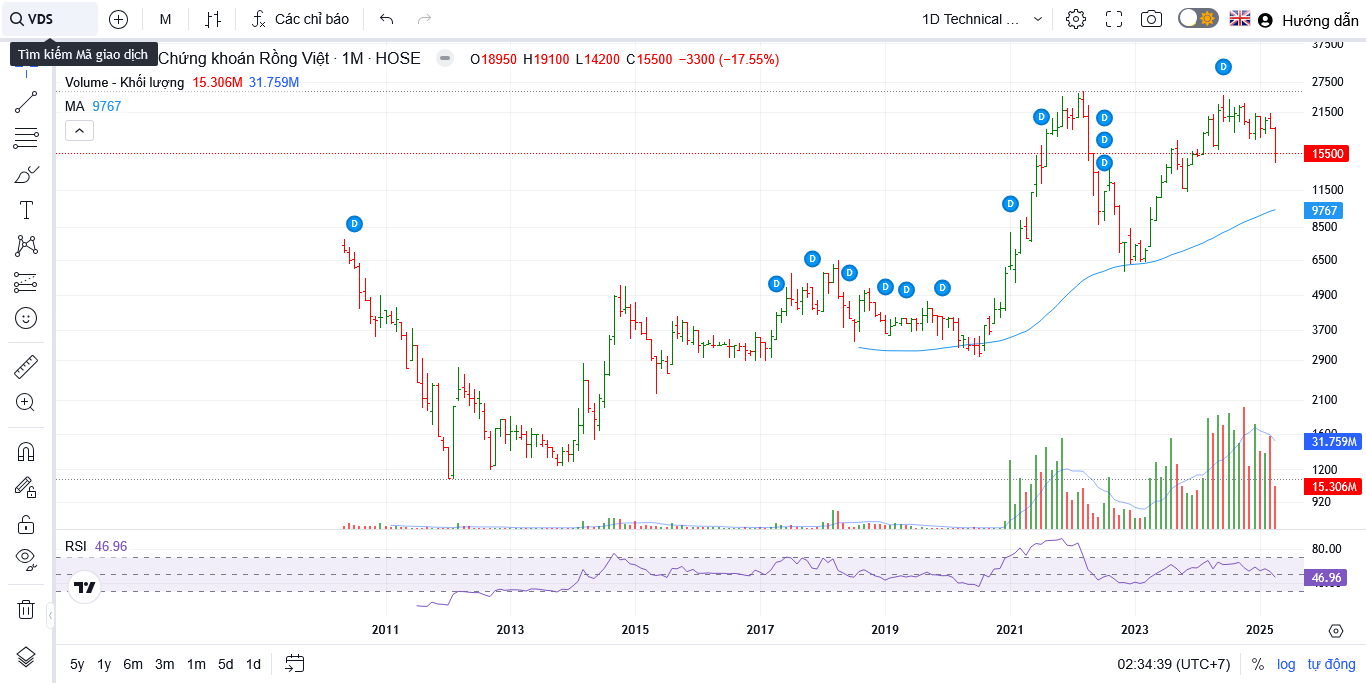 VDS
M
Các chỉ báo
1D Technical ...
Hướng dẫn
Tìm kiếm Mã giao dịch
Chứng khoán Rồng Việt · 1M · HOSE
O18950 H19100 L14200 C15500 −3300 (−17.55%)
Volume - Khối lượng 15.306M 31.759M
MA 9767
D
D
D
D
D
D
D
D
D
D
D
D
37500
27500
21500
15500
11500
9767
8500
6500
4900
3700
2900
2100
1600
31.759M
1200
15.306M
920
RSI 46.96
80.00
46.96
2011 2013 2015 2017 2019 2021 2023 2025
5y 1y 6m 3m 1m 5d 1d
02:34:39 (UTC+7) % log tự động